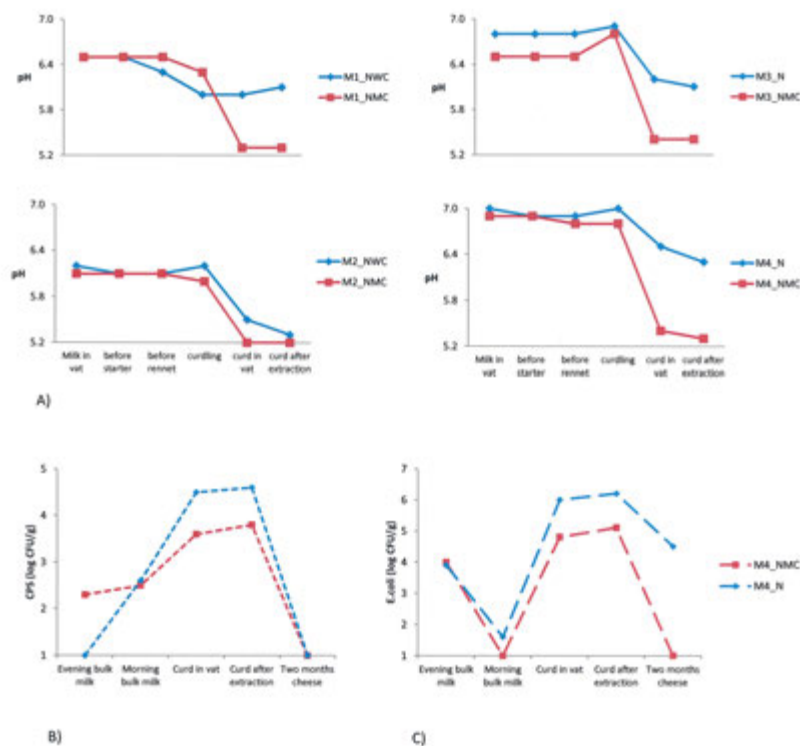 7.0
6.4
5.8
5.2
pH
M1_NWC
M1_NMC
7.0
6.4
5.8
5.2
pH
M3_N
M3_NMC
7.0
6.4
5.8
5.2
pH
M2_NWC
M2_NMC
Milk in vat
before starter
before rennet
curdling
curd in vat
curd after extraction
7.0
6.4
5.8
5.2
pH
M4_N
M4_NMC
Milk in vat
before starter
before rennet
curdling
curd in vat
curd after extraction
A)
5
4
3
2
1
CPS (log CFU/g)
Evening bulk milk
Morning bulk milk
Curd in vat
Curd after extraction
Two months cheese
B)
7
6
5
4
3
2
1
E.coli (log CFU/g)
Evening bulk milk
Morning bulk milk
Curd in vat
Curd after extraction
Two months cheese
M4_NMC
M4_N
C)